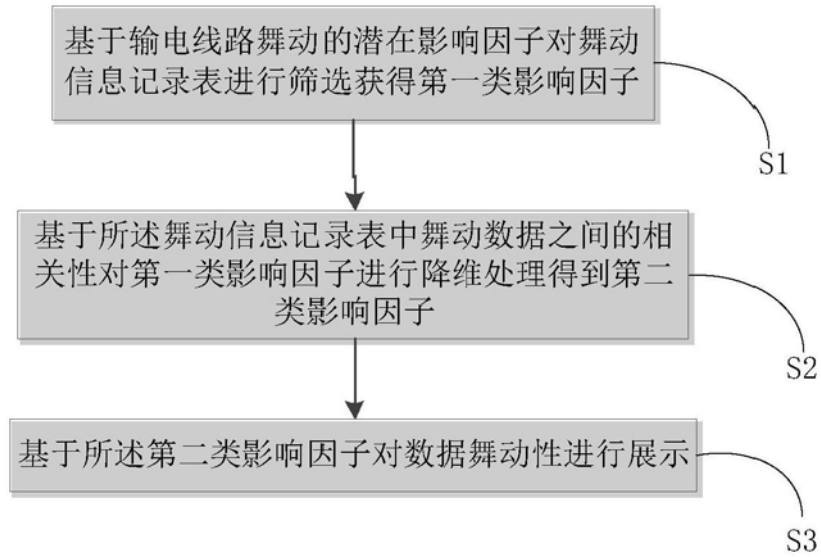 基于输电线路舞动的潜在影响因子对舞动
信息记录表进行筛选获得第一类影响因子
S1
基于所述舞动信息记录表中舞动数据之间的相
关性对第一类影响因子进行降维处理得到第二
类影响因子
S2
基于所述第二类影响因子对数据舞动性进行展示
S3